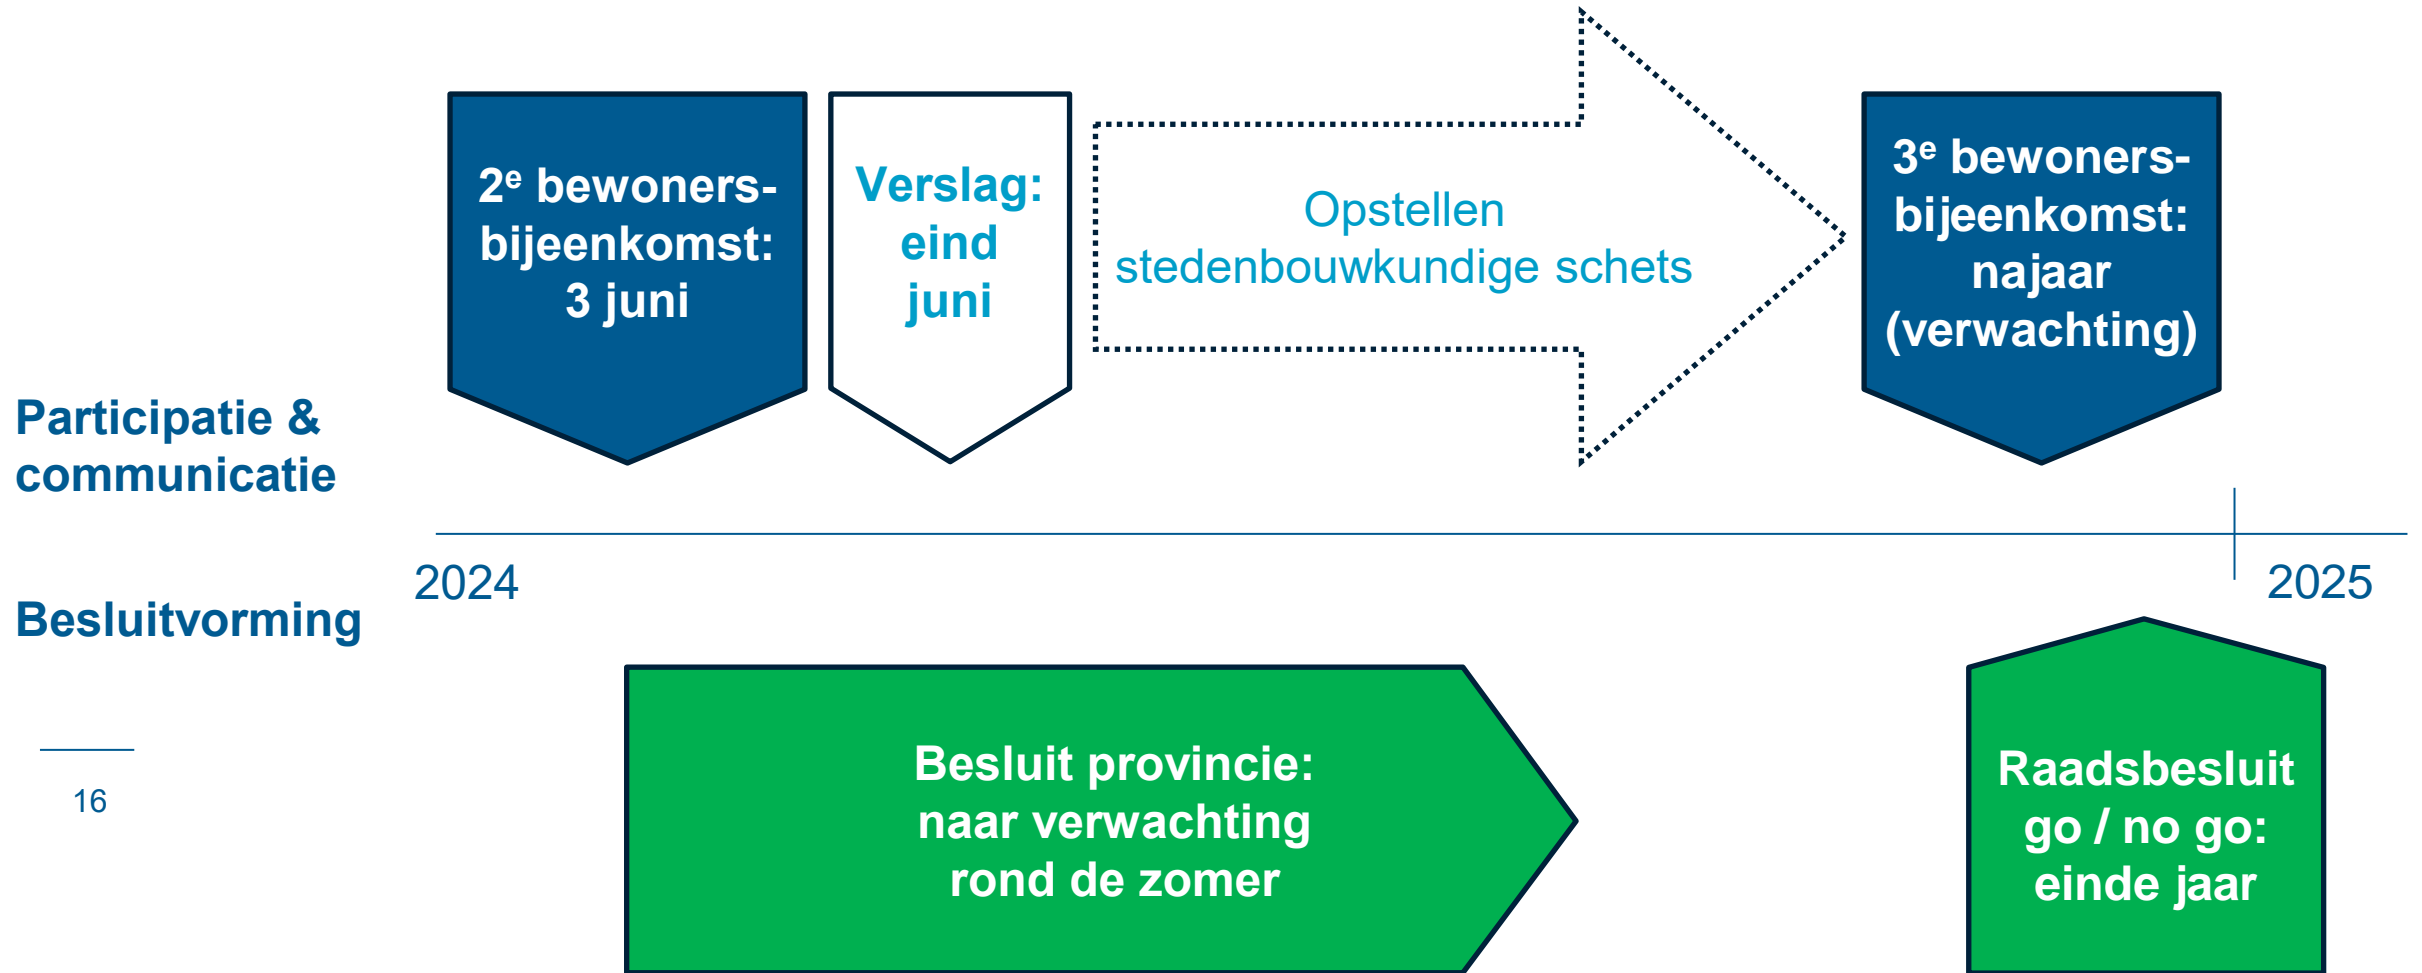 2e bewoners-
bijeenkomst:
3 juni
Verslag:
eind
juni
Opstellen
stedenbouwkundige schets
3e bewoners-
bijeenkomst:
najaar
(verwachting)
Participatie &
communicatie
2024
2025
Besluitvorming
Besluit provincie:
naar verwachting
rond de zomer
Raadsbesluit
go / no go:
einde jaar
16